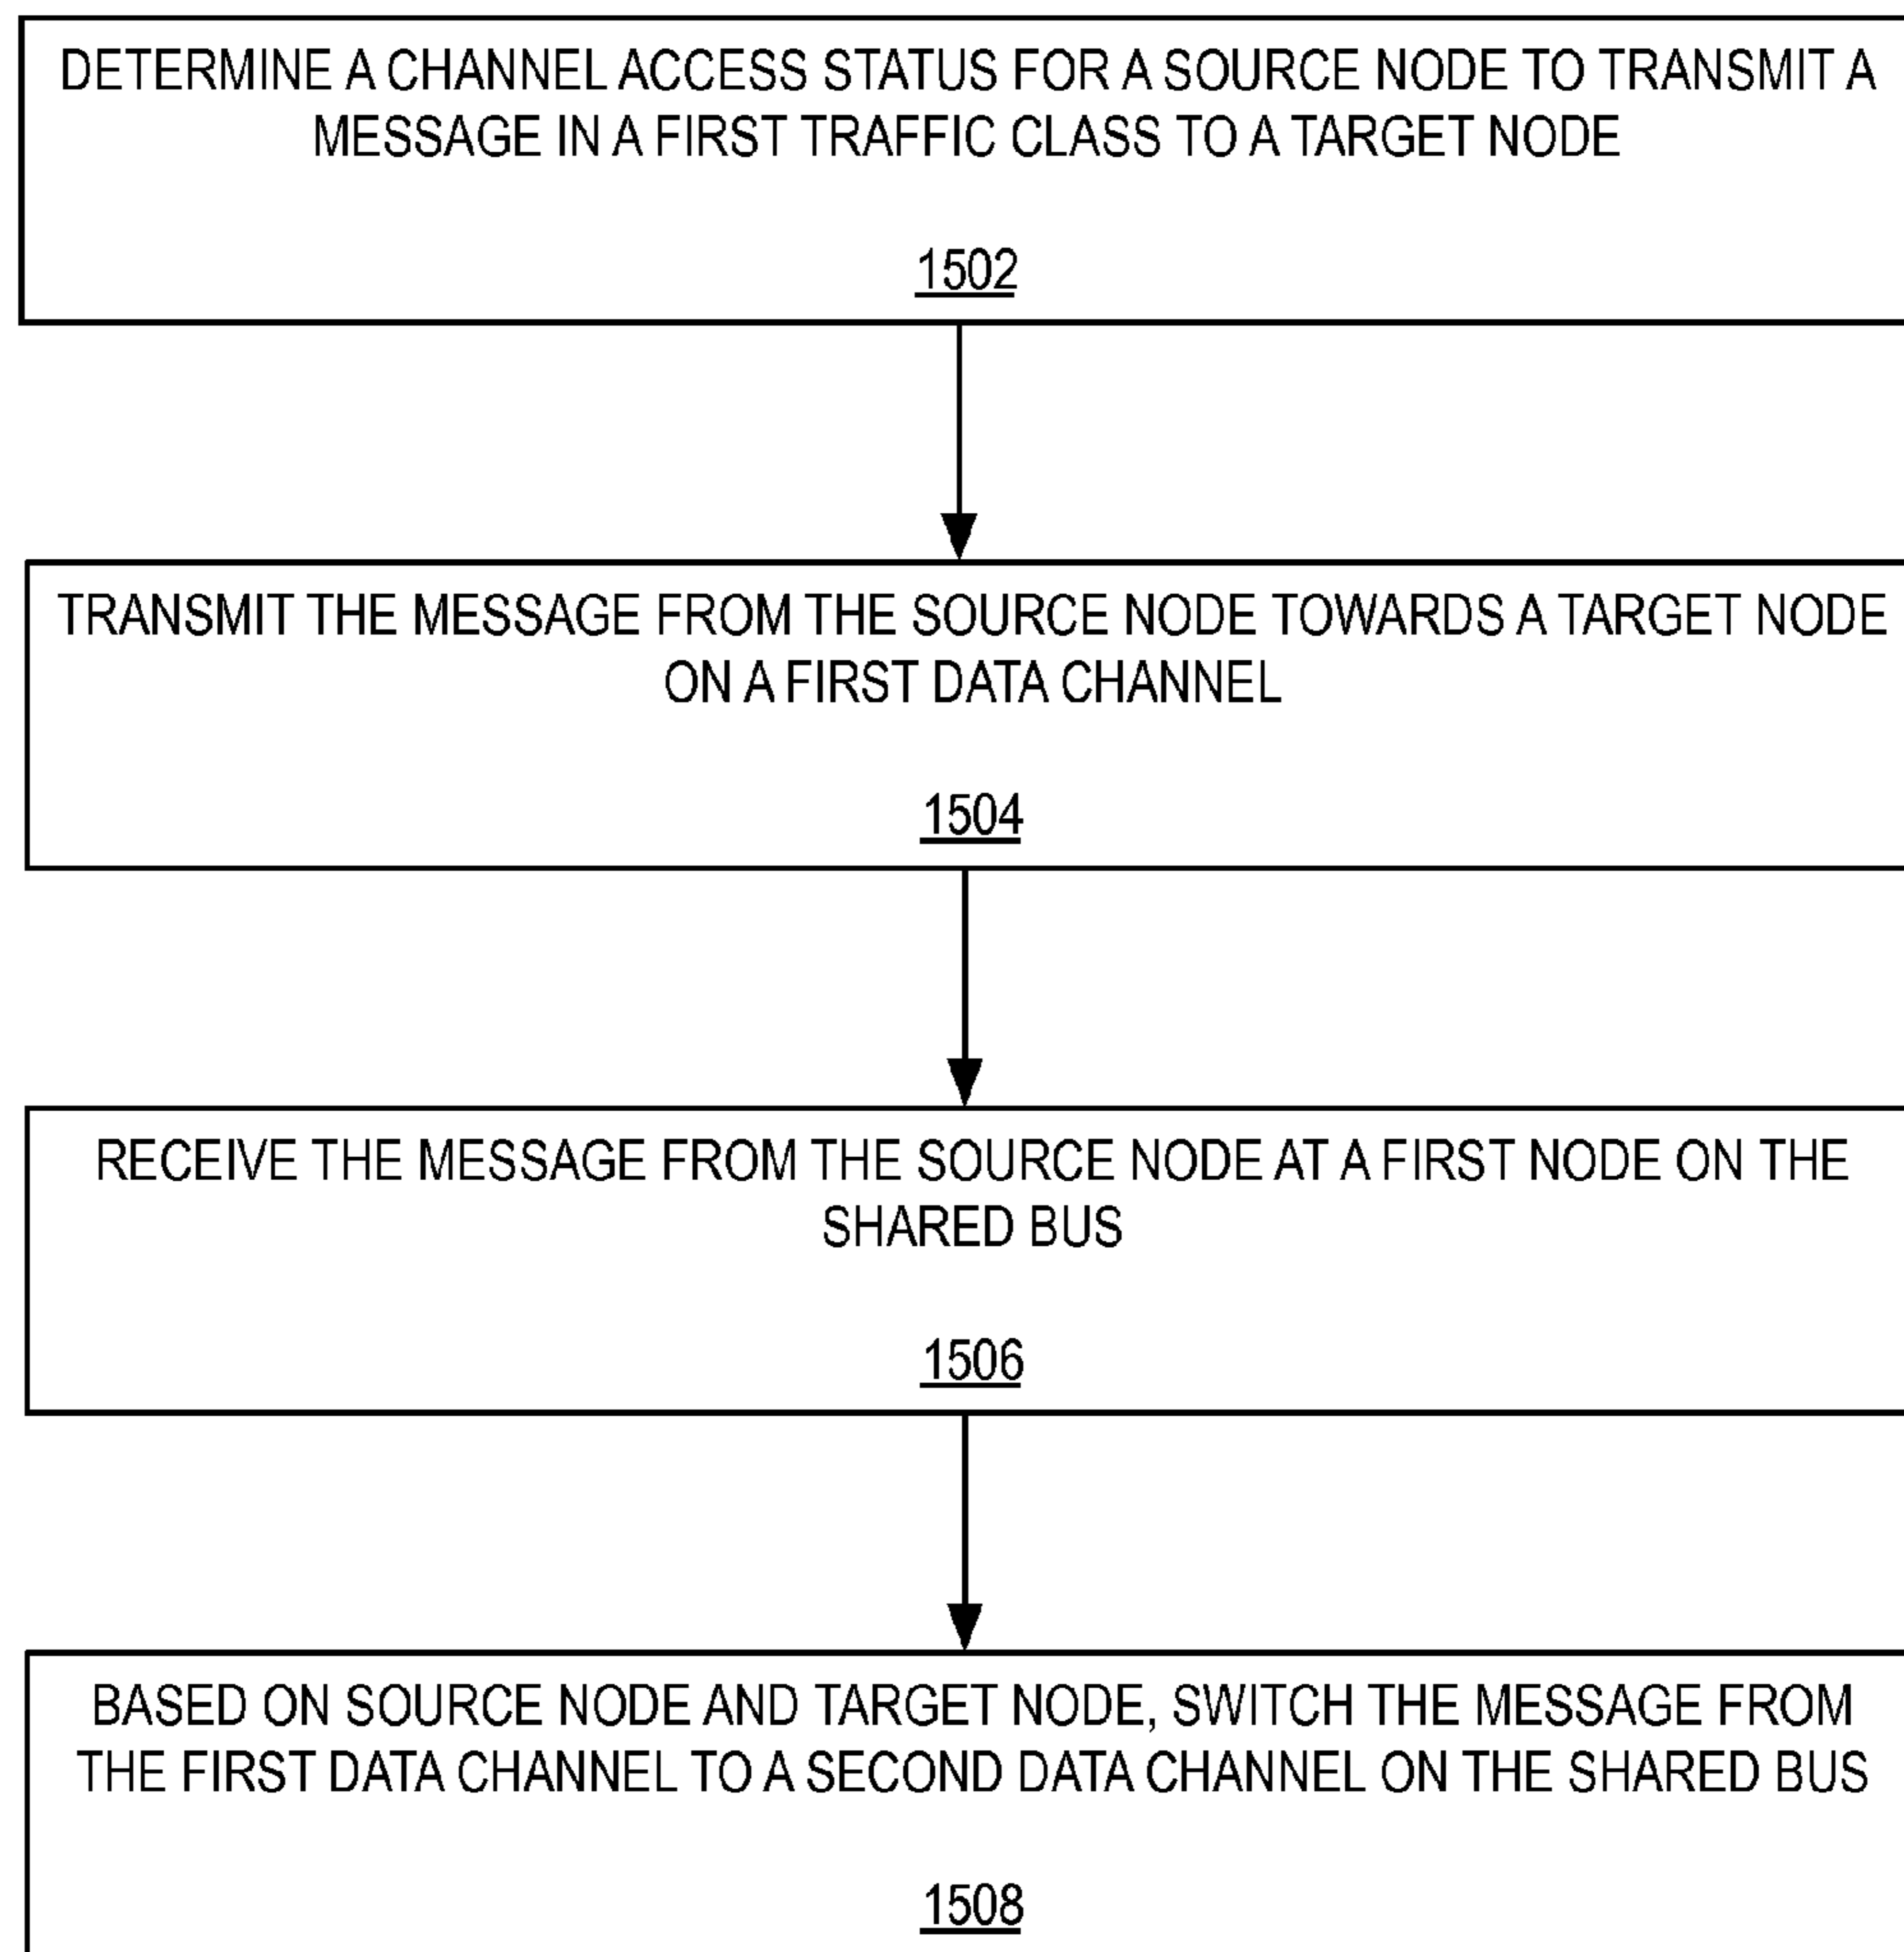 DETERMINE A CHANNEL ACCESS STATUS FOR A SOURCE NODE TO TRANSMIT A
MESSAGE IN A FIRST TRAFFIC CLASS TO A TARGET NODE
1502
TRANSMIT THE MESSAGE FROM THE SOURCE NODE TOWARDS A TARGET NODE
ON A FIRST DATA CHANNEL
1504
RECEIVE THE MESSAGE FROM THE SOURCE NODE AT A FIRST NODE ON THE
SHARED BUS
1506
BASED ON SOURCE NODE AND TARGET NODE, SWITCH THE MESSAGE FROM
THE FIRST DATA CHANNEL TO A SECOND DATA CHANNEL ON THE SHARED BUS
1508